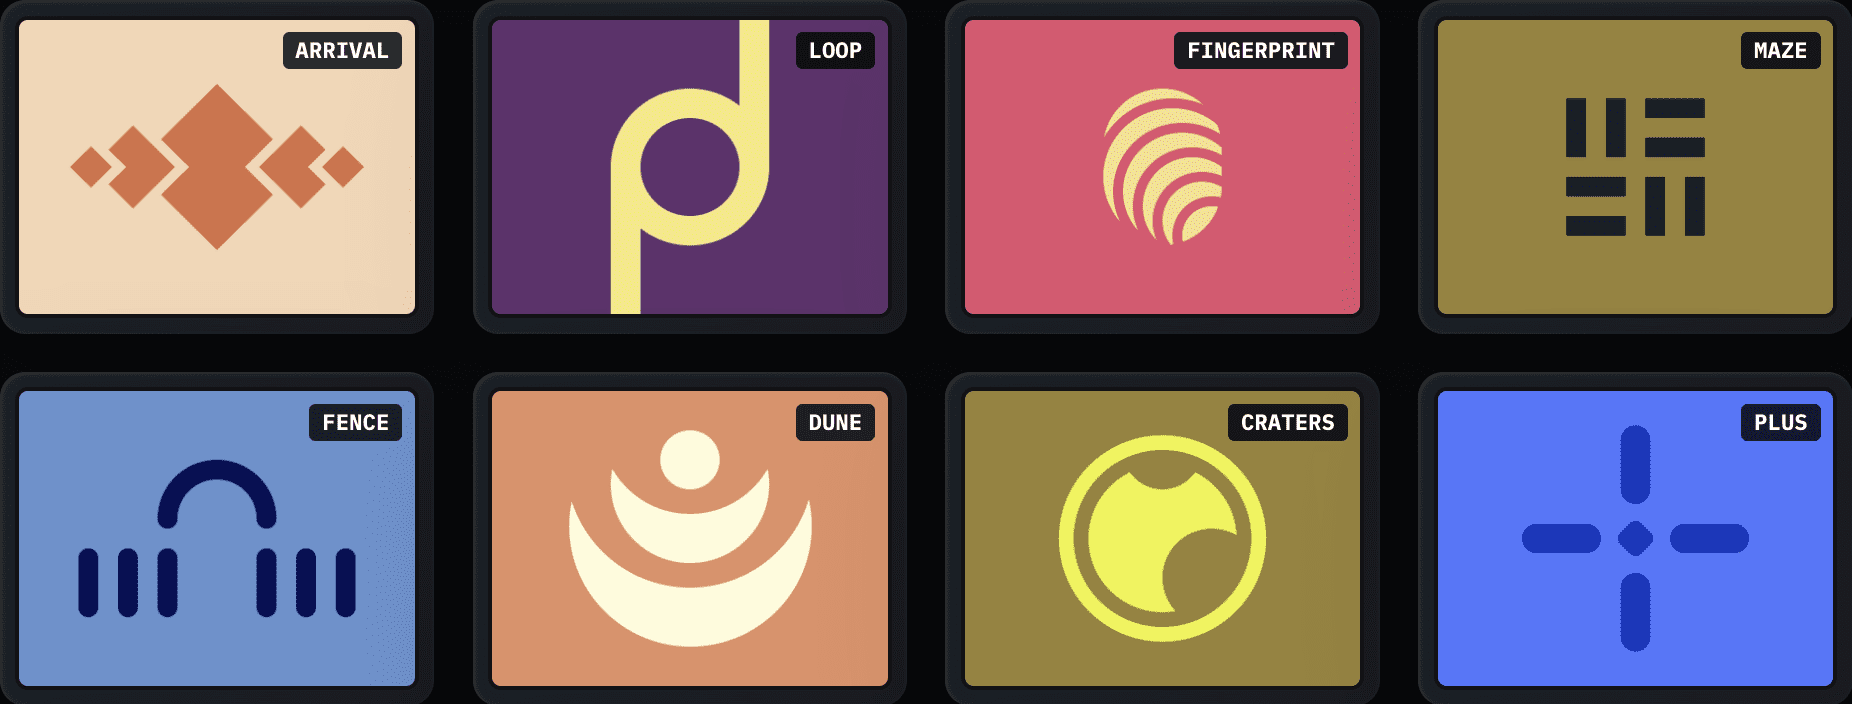 ARRIVAL
LOOP
FINGERPRINT
MAZE
FENCE
DUNE
CRATERS
PLUS